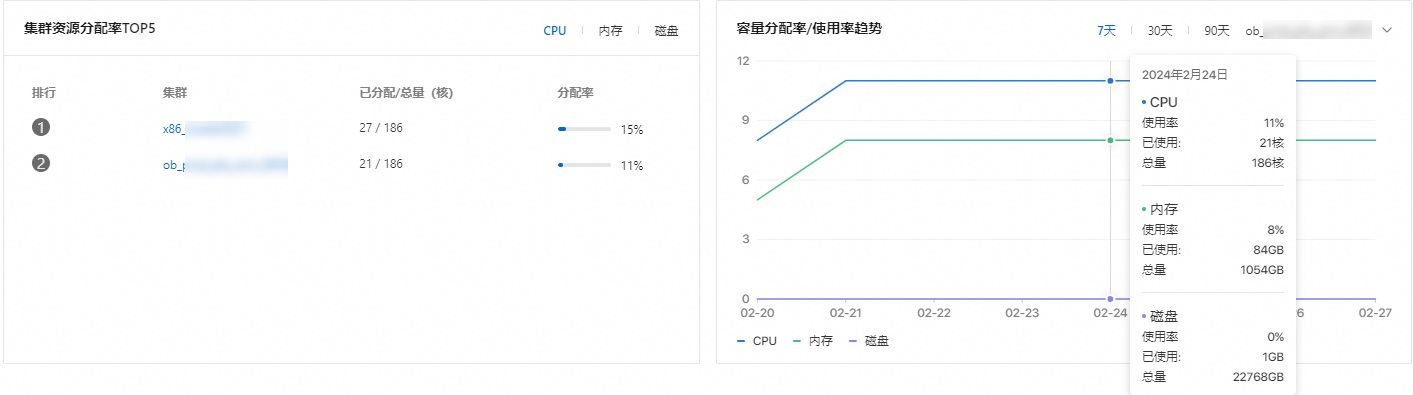 集群资源分配率TOP5
CPU 内存 磁盘
排行 集群 已分配/总量（核） 分配率
1 x86_ 27 / 186 15%
2 ob_p 21 / 186 11%
容量分配率/使用率趋势
7天 30天 90天 ob_
12
9
6
3
0
02-20 02-21 02-22 02-23 02-24 6 02-27
CPU 内存 磁盘
2024年2月24日
CPU
使用率 11%
已使用: 21核
总量 186核
内存
使用率 8%
已使用: 84GB
总量 1054GB
磁盘
使用率 0%
已使用: 1GB
总量 22768GB